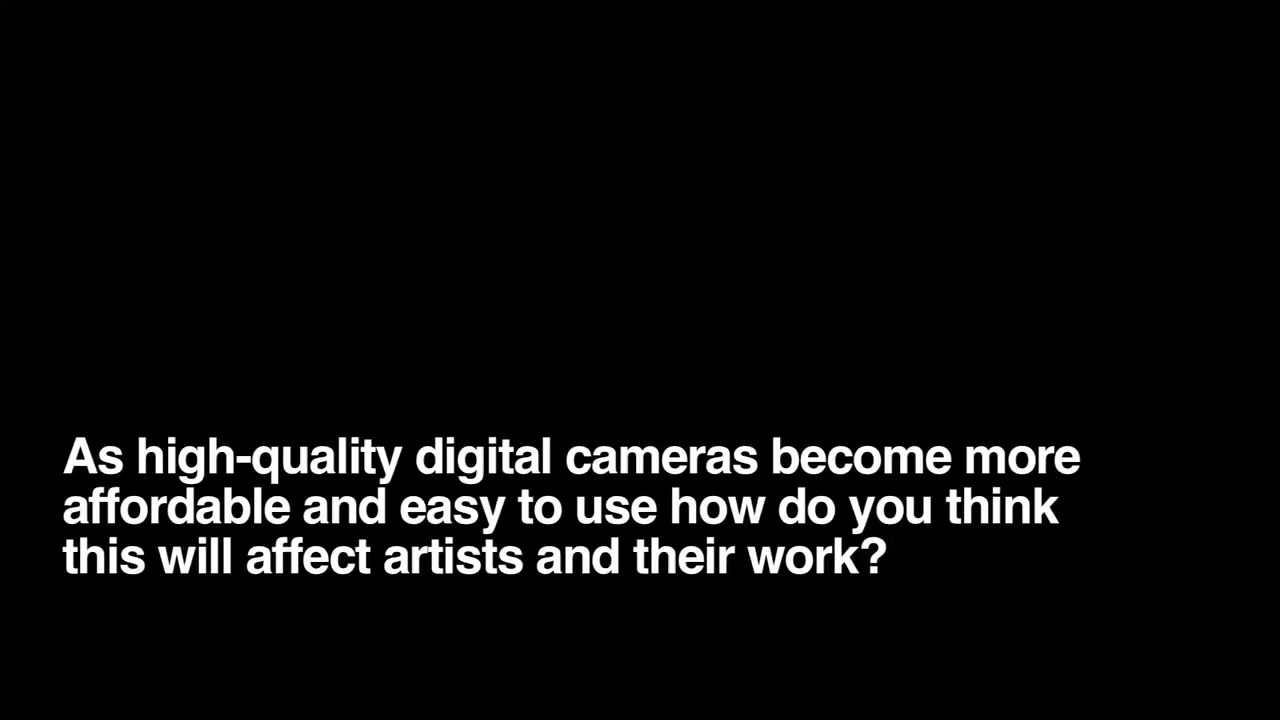 As high-quality digital cameras become more
affordable and easy to use how do you think
this will affect artists and their work?